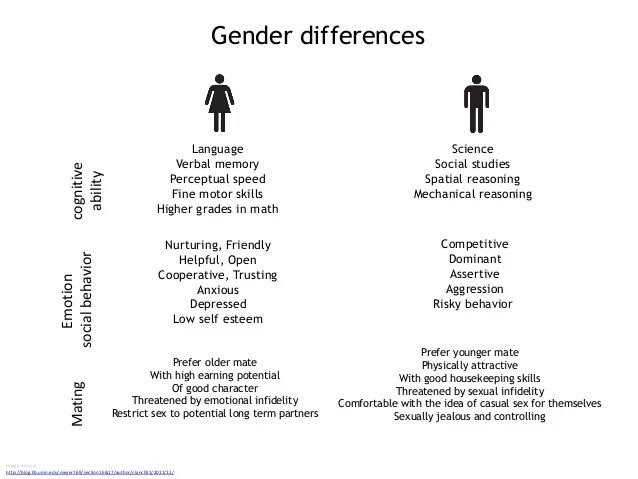 Gender differences
cognitive
ability
Language
Verbal memory
Perceptual speed
Fine motor skills
Higher grades in math
Science
Social studies
Spatial reasoning
Mechanical reasoning
Emotion
social behavior
Nurturing, Friendly
Helpful, Open
Cooperative, Trusting
Anxious
Depressed
Low self esteem
Competitive
Dominant
Assertive
Aggression
Risky behavior
Mating
Prefer older mate
With high earning potential
Of good character
Threatened by emotional infidelity
Restrict sex to potential long term partners
Prefer younger mate
Physically attractive
With good housekeeping skills
Threatened by sexual infidelity
Comfortable with the idea of casual sex for themselves
Sexually jealous and controlling